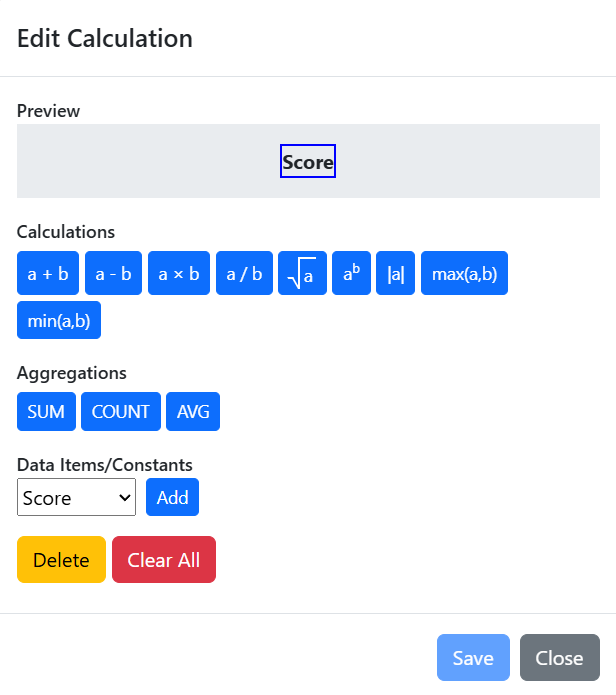 Edit Calculation
Preview
Score
Calculations
a + b a - b a × b a / b √a aᵇ |a| max(a,b)
min(a,b)
Aggregations
SUM COUNT AVG
Data Items/Constants
Score Add
Delete Clear All
Save Close